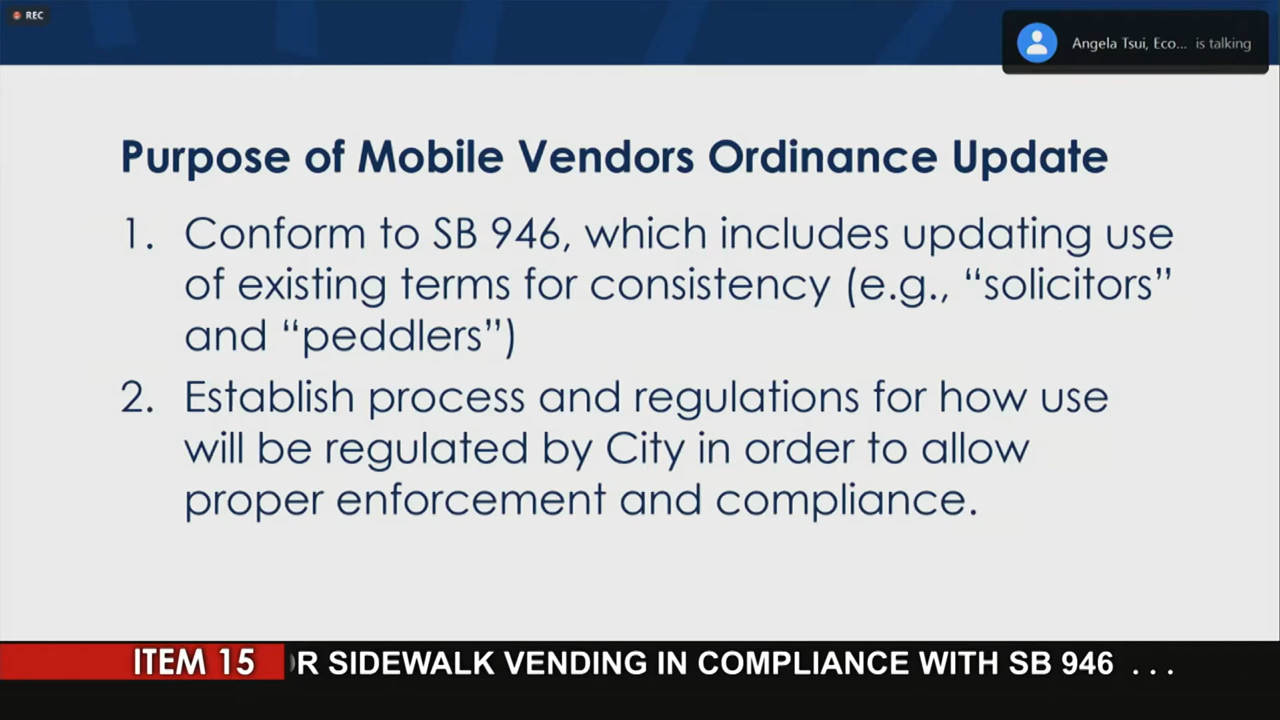 REC
Angela Tsui, Eco... is talking
Purpose of Mobile Vendors Ordinance Update
1. Conform to SB 946, which includes updating use
of existing terms for consistency (e.g., “solicitors”
and “peddlers”)
2. Establish process and regulations for how use
will be regulated by City in order to allow
proper enforcement and compliance.
ITEM 15 R SIDEWALK VENDING IN COMPLIANCE WITH SB 946 . . .